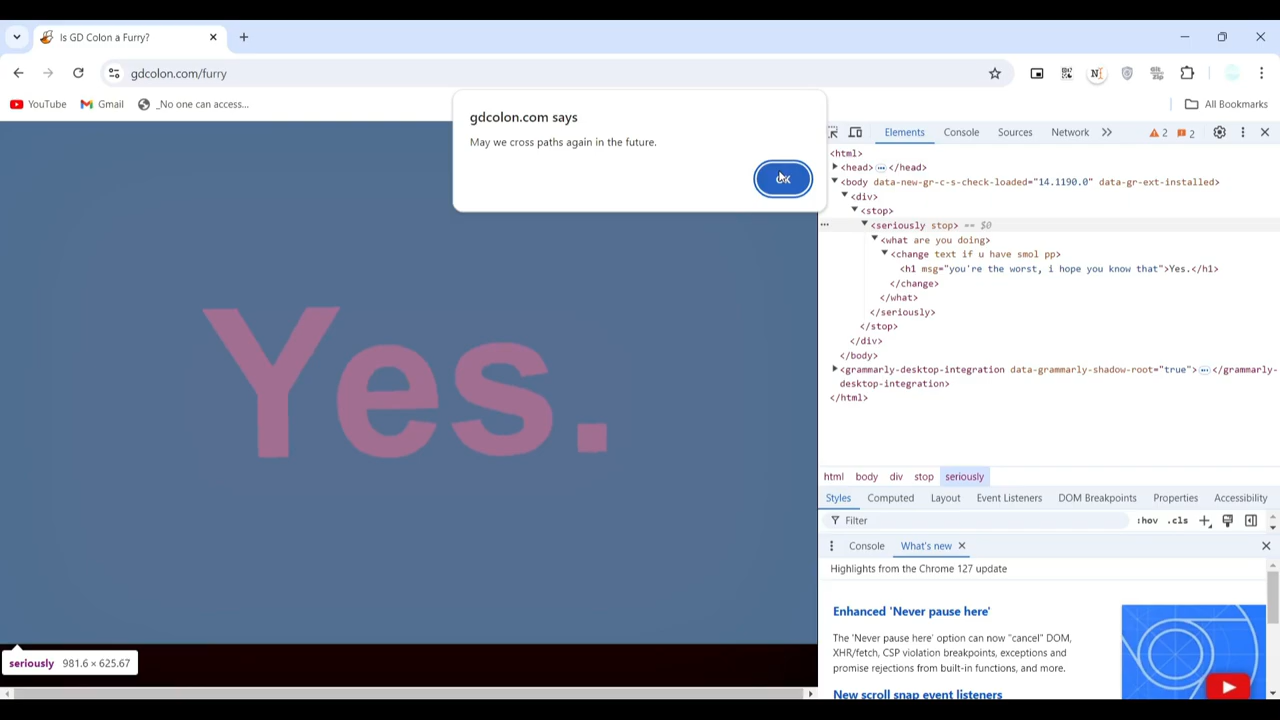 Is GD Colon a Furry?
gdcolon.com/furry
YouTube
Gmail
_No one can access...
All Bookmarks
gdcolon.com says
May we cross paths again in the future.
OK
Elements
Console
Sources
Network
2
2
<html>
<head> … </head>
<body data-new-gr-c-s-check-loaded="14.1190.0" data-gr-ext-installed>
<div>
<stop>
<seriously stop> == $0
<what are you doing>
<change text if u have smol pp>
<h1 msg="you're the worst, i hope you know that">Yes.</h1>
</change>
</what>
</seriously>
</stop>
</div>
</body>
<grammarly-desktop-integration data-grammarly-shadow-root="true"> … </grammarly-
desktop-integration>
</html>
Yes.
seriously 981.6 × 625.67
html body div stop seriously
Styles Computed Layout Event Listeners DOM Breakpoints Properties Accessibility
Filter
:hov .cls
Console
What's new
Highlights from the Chrome 127 update
Enhanced 'Never pause here'
The 'Never pause here' option can now "cancel" DOM,
XHR/fetch, CSP violation breakpoints, exceptions and
promise rejections from built-in functions, and more.
New scroll snap event listeners